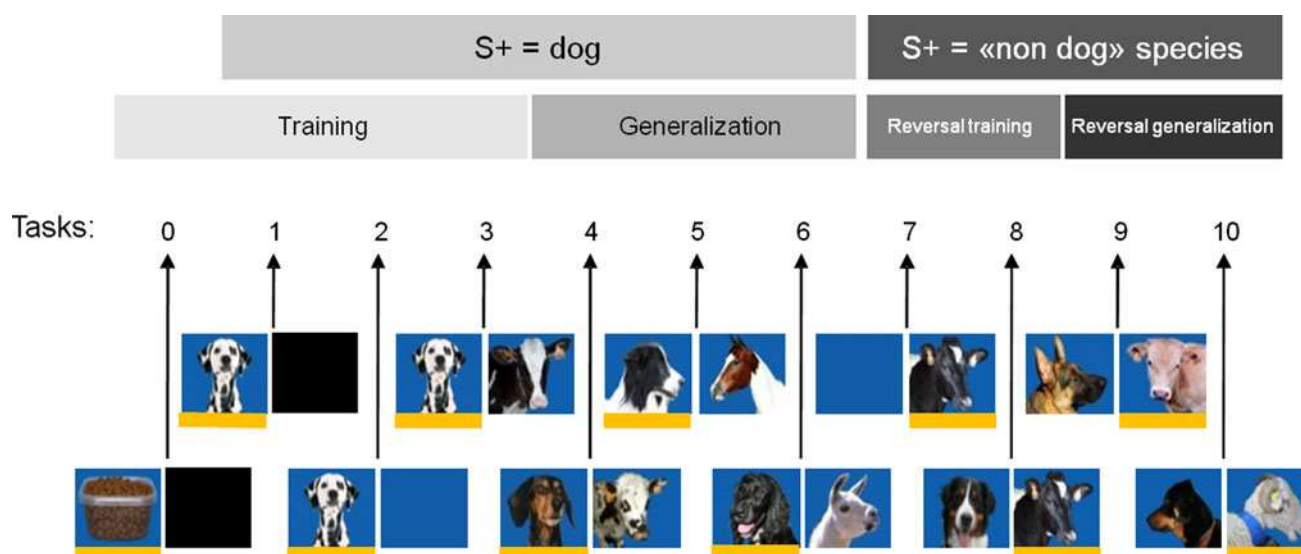 S+ = dog
S+ = «non dog» species
Training
Generalization
Reversal training
Reversal generalization
Tasks: 0 1 2 3 4 5 6 7 8 9 10